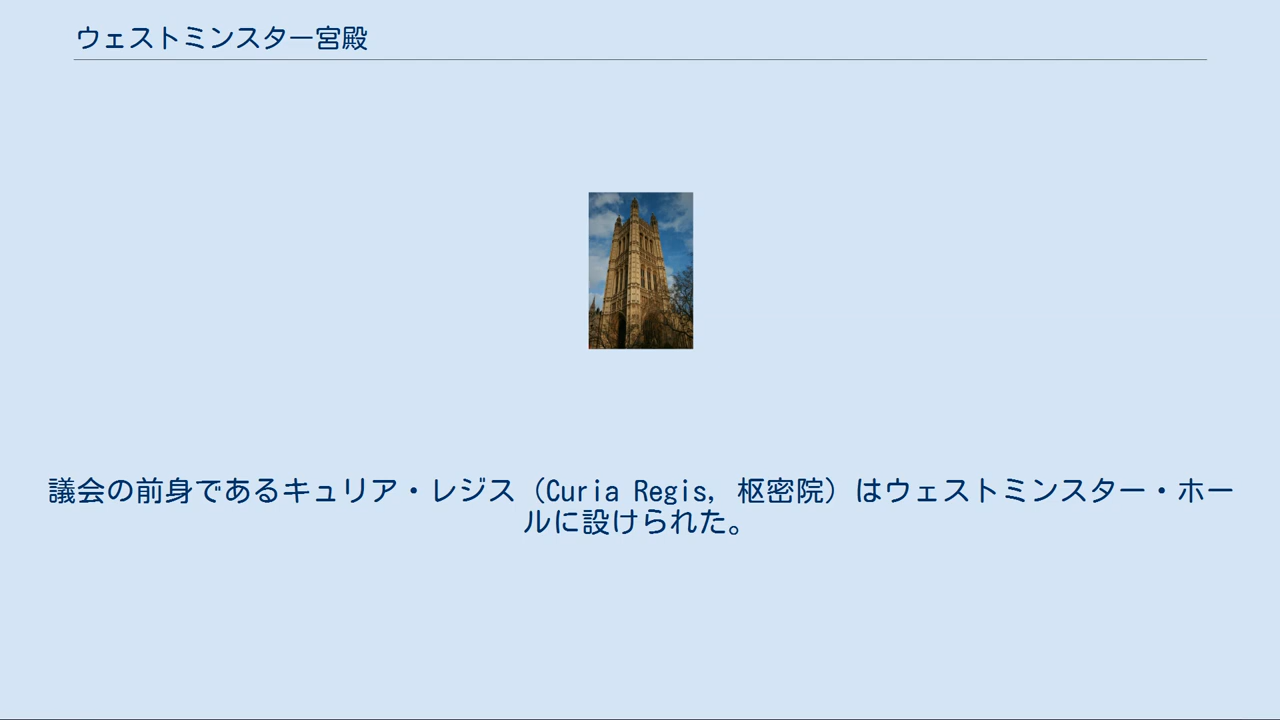 ウェストミンスター宮殿
議会の前身であるキュリア・レジス（Curia Regis, 枢密院）はウェストミンスター・ホー
ルに設けられた。